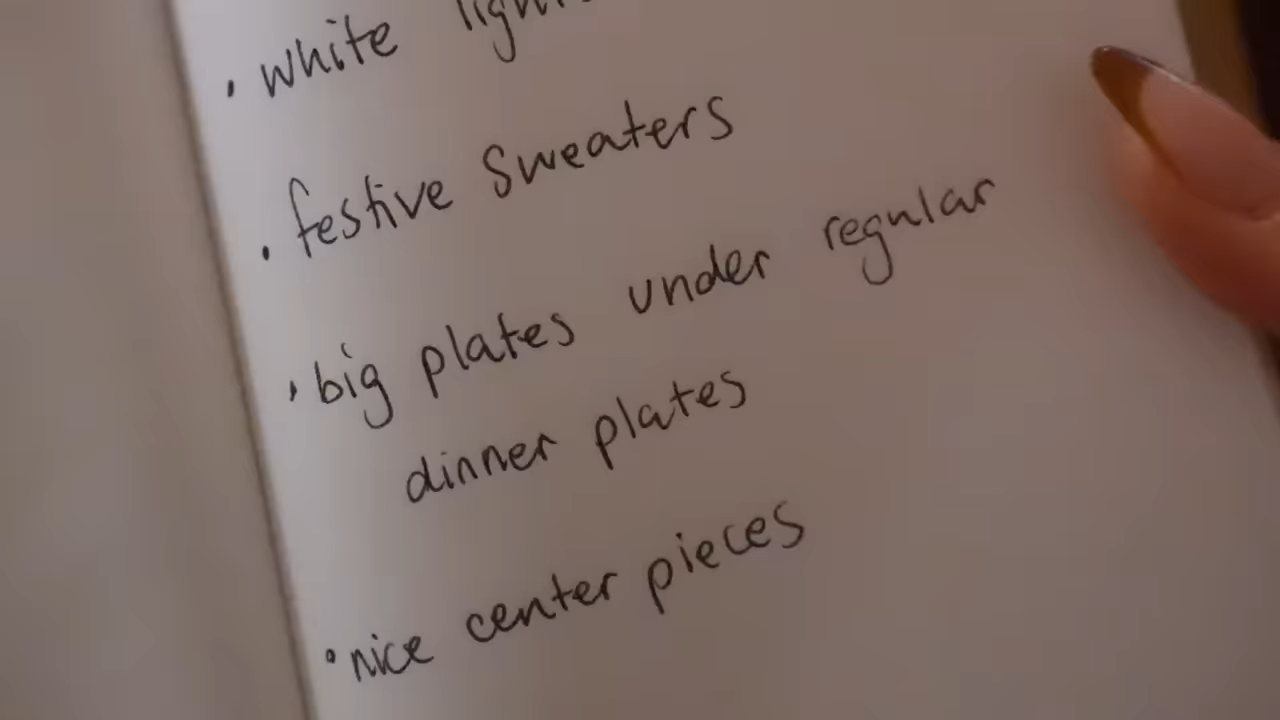 • white
• festive Sweaters
• big plates under regular
dinner plates
• nice center pieces